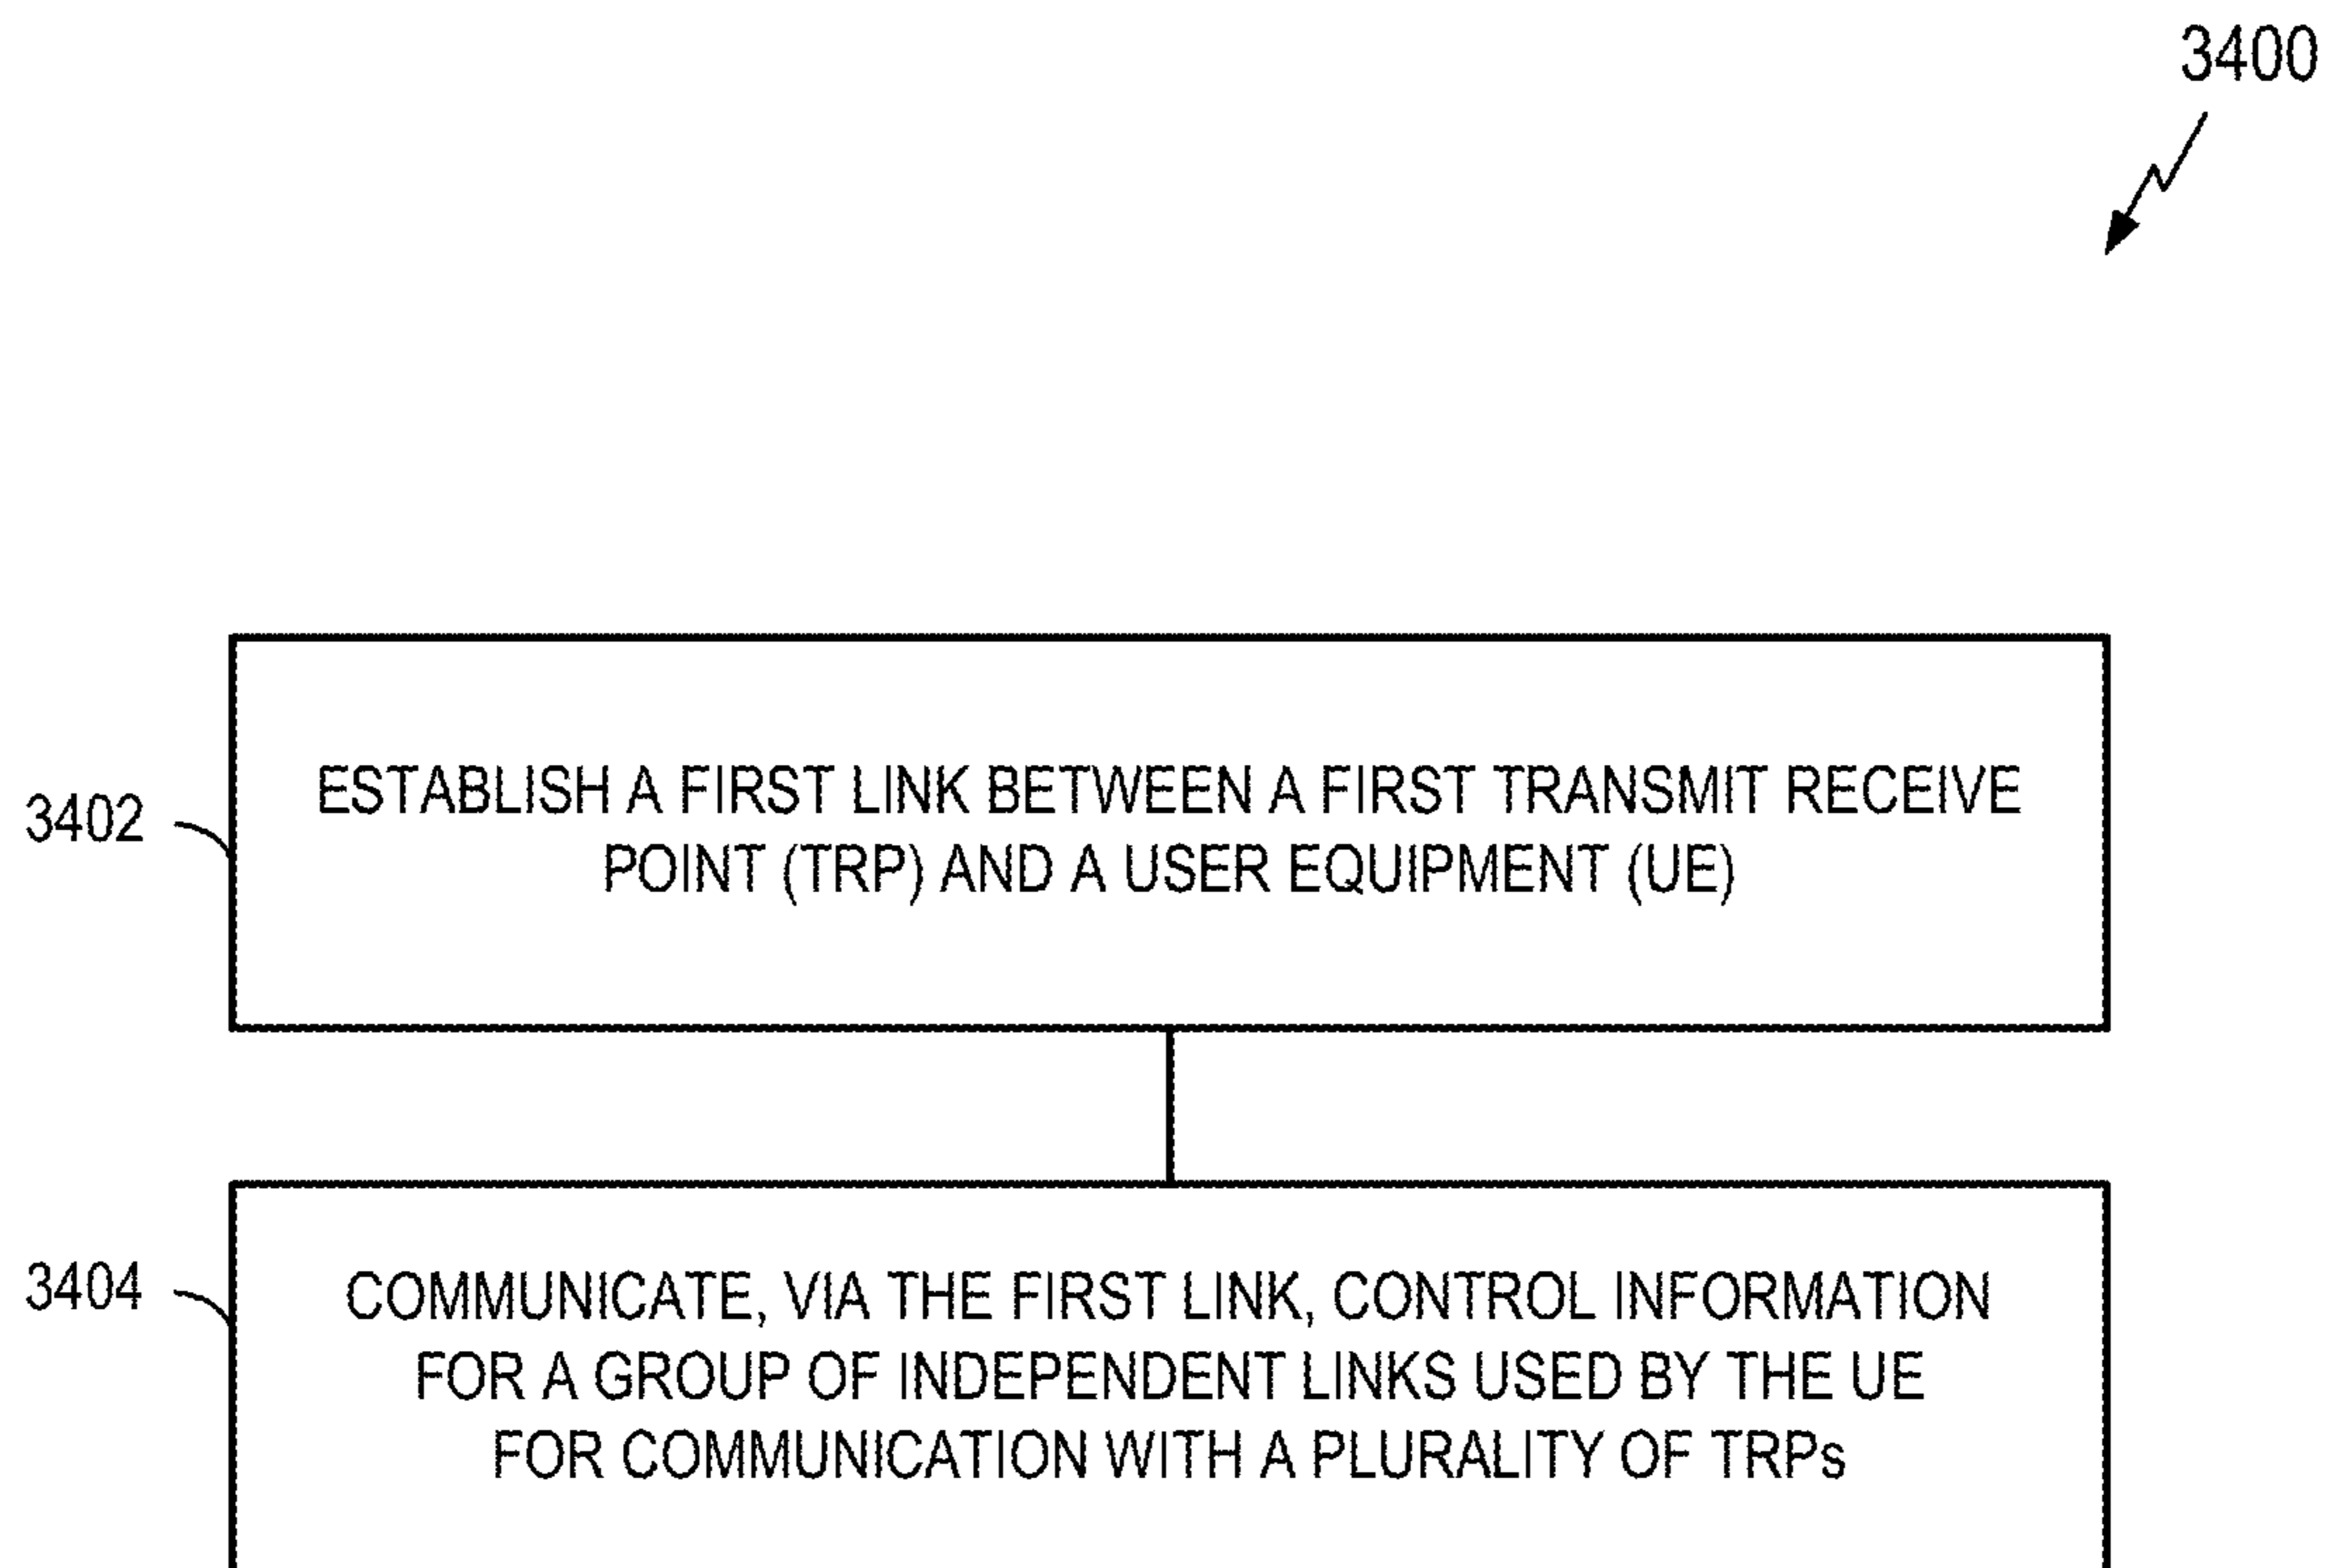 3400
3402
ESTABLISH A FIRST LINK BETWEEN A FIRST TRANSMIT RECEIVE
POINT (TRP) AND A USER EQUIPMENT (UE)
3404
COMMUNICATE, VIA THE FIRST LINK, CONTROL INFORMATION
FOR A GROUP OF INDEPENDENT LINKS USED BY THE UE
FOR COMMUNICATION WITH A PLURALITY OF TRPs